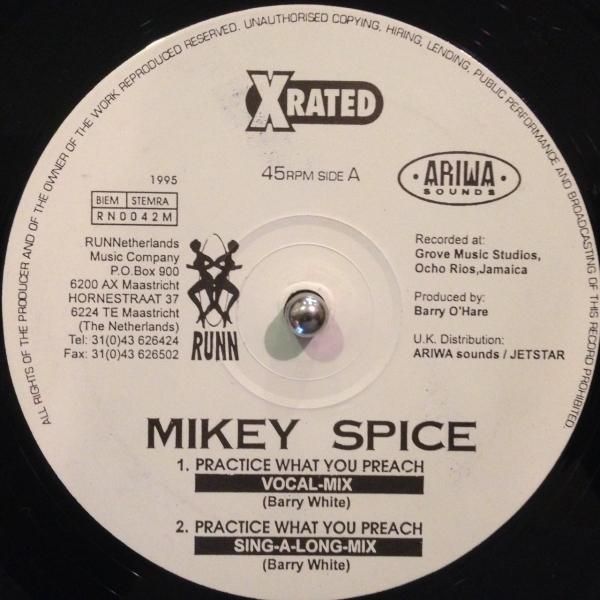 ALL RIGHTS OF THE PRODUCER AND OF THE OWNER OF THE WORK REPRODUCED RESERVED. UNAUTHORISED COPYING, HIRING, LENDING, PUBLIC PERFORMANCE AND BROADCASTING OF THIS RECORD PROHIBITED.
XRATED
45RPM SIDE A
1995
BIEM STEMRA
RN0042M
RUNNetherlands
Music Company
P.O.Box 900
6200 AX Maastricht
HORNESTRAAT 37
6224 TE Maastricht
(The Netherlands)
Tel: 31(0)43 626424
Fax: 31(0)43 626502
RUNN
·ARIWA·
SOUNDS
Recorded at:
Grove Music Studios,
Ocho Rios,Jamaica
Produced by:
Barry O'Hare
U.K. Distribution:
ARIWA sounds / JETSTAR
MIKEY SPICE
1. PRACTICE WHAT YOU PREACH
VOCAL-MIX
(Barry White)
2. PRACTICE WHAT YOU PREACH
SING-A-LONG-MIX
(Barry White)